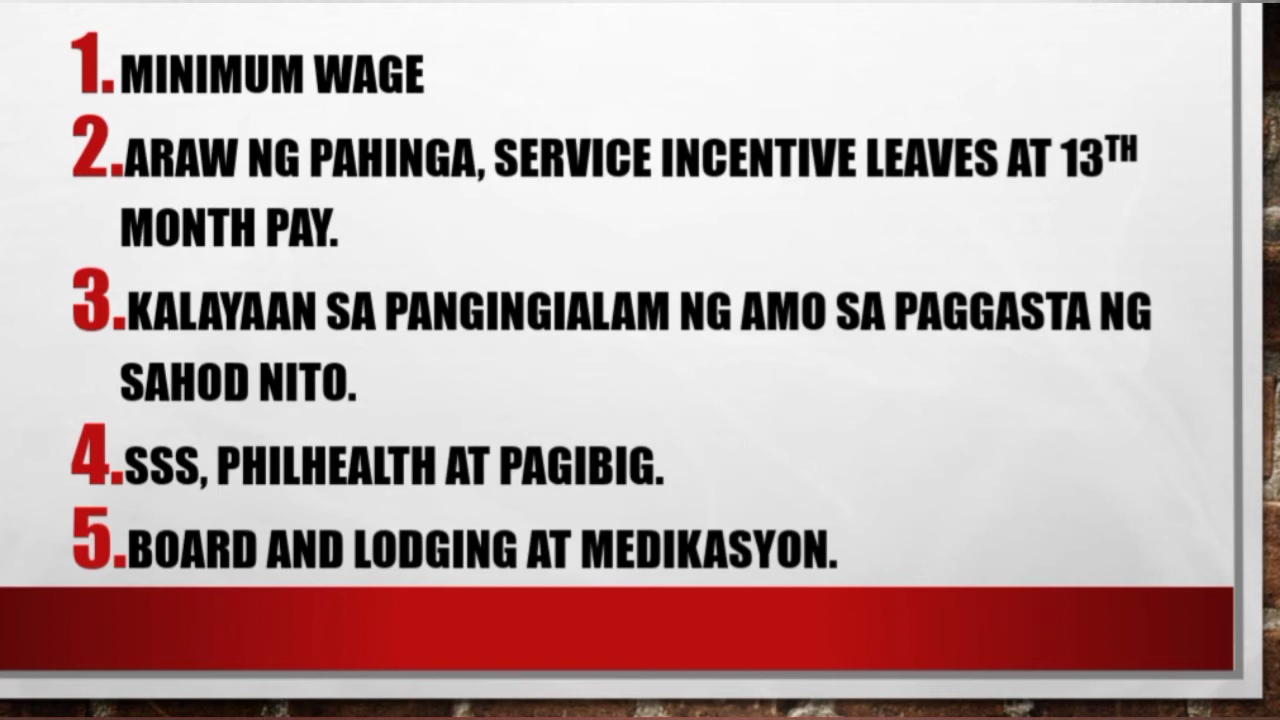 1. MINIMUM WAGE
2. ARAW NG PAHINGA, SERVICE INCENTIVE LEAVES AT 13TH
MONTH PAY.
3. KALAYAAN SA PANGINGIALAM NG AMO SA PAGGASTA NG
SAHOD NITO.
4. SSS, PHILHEALTH AT PAGIBIG.
5. BOARD AND LODGING AT MEDIKASYON.